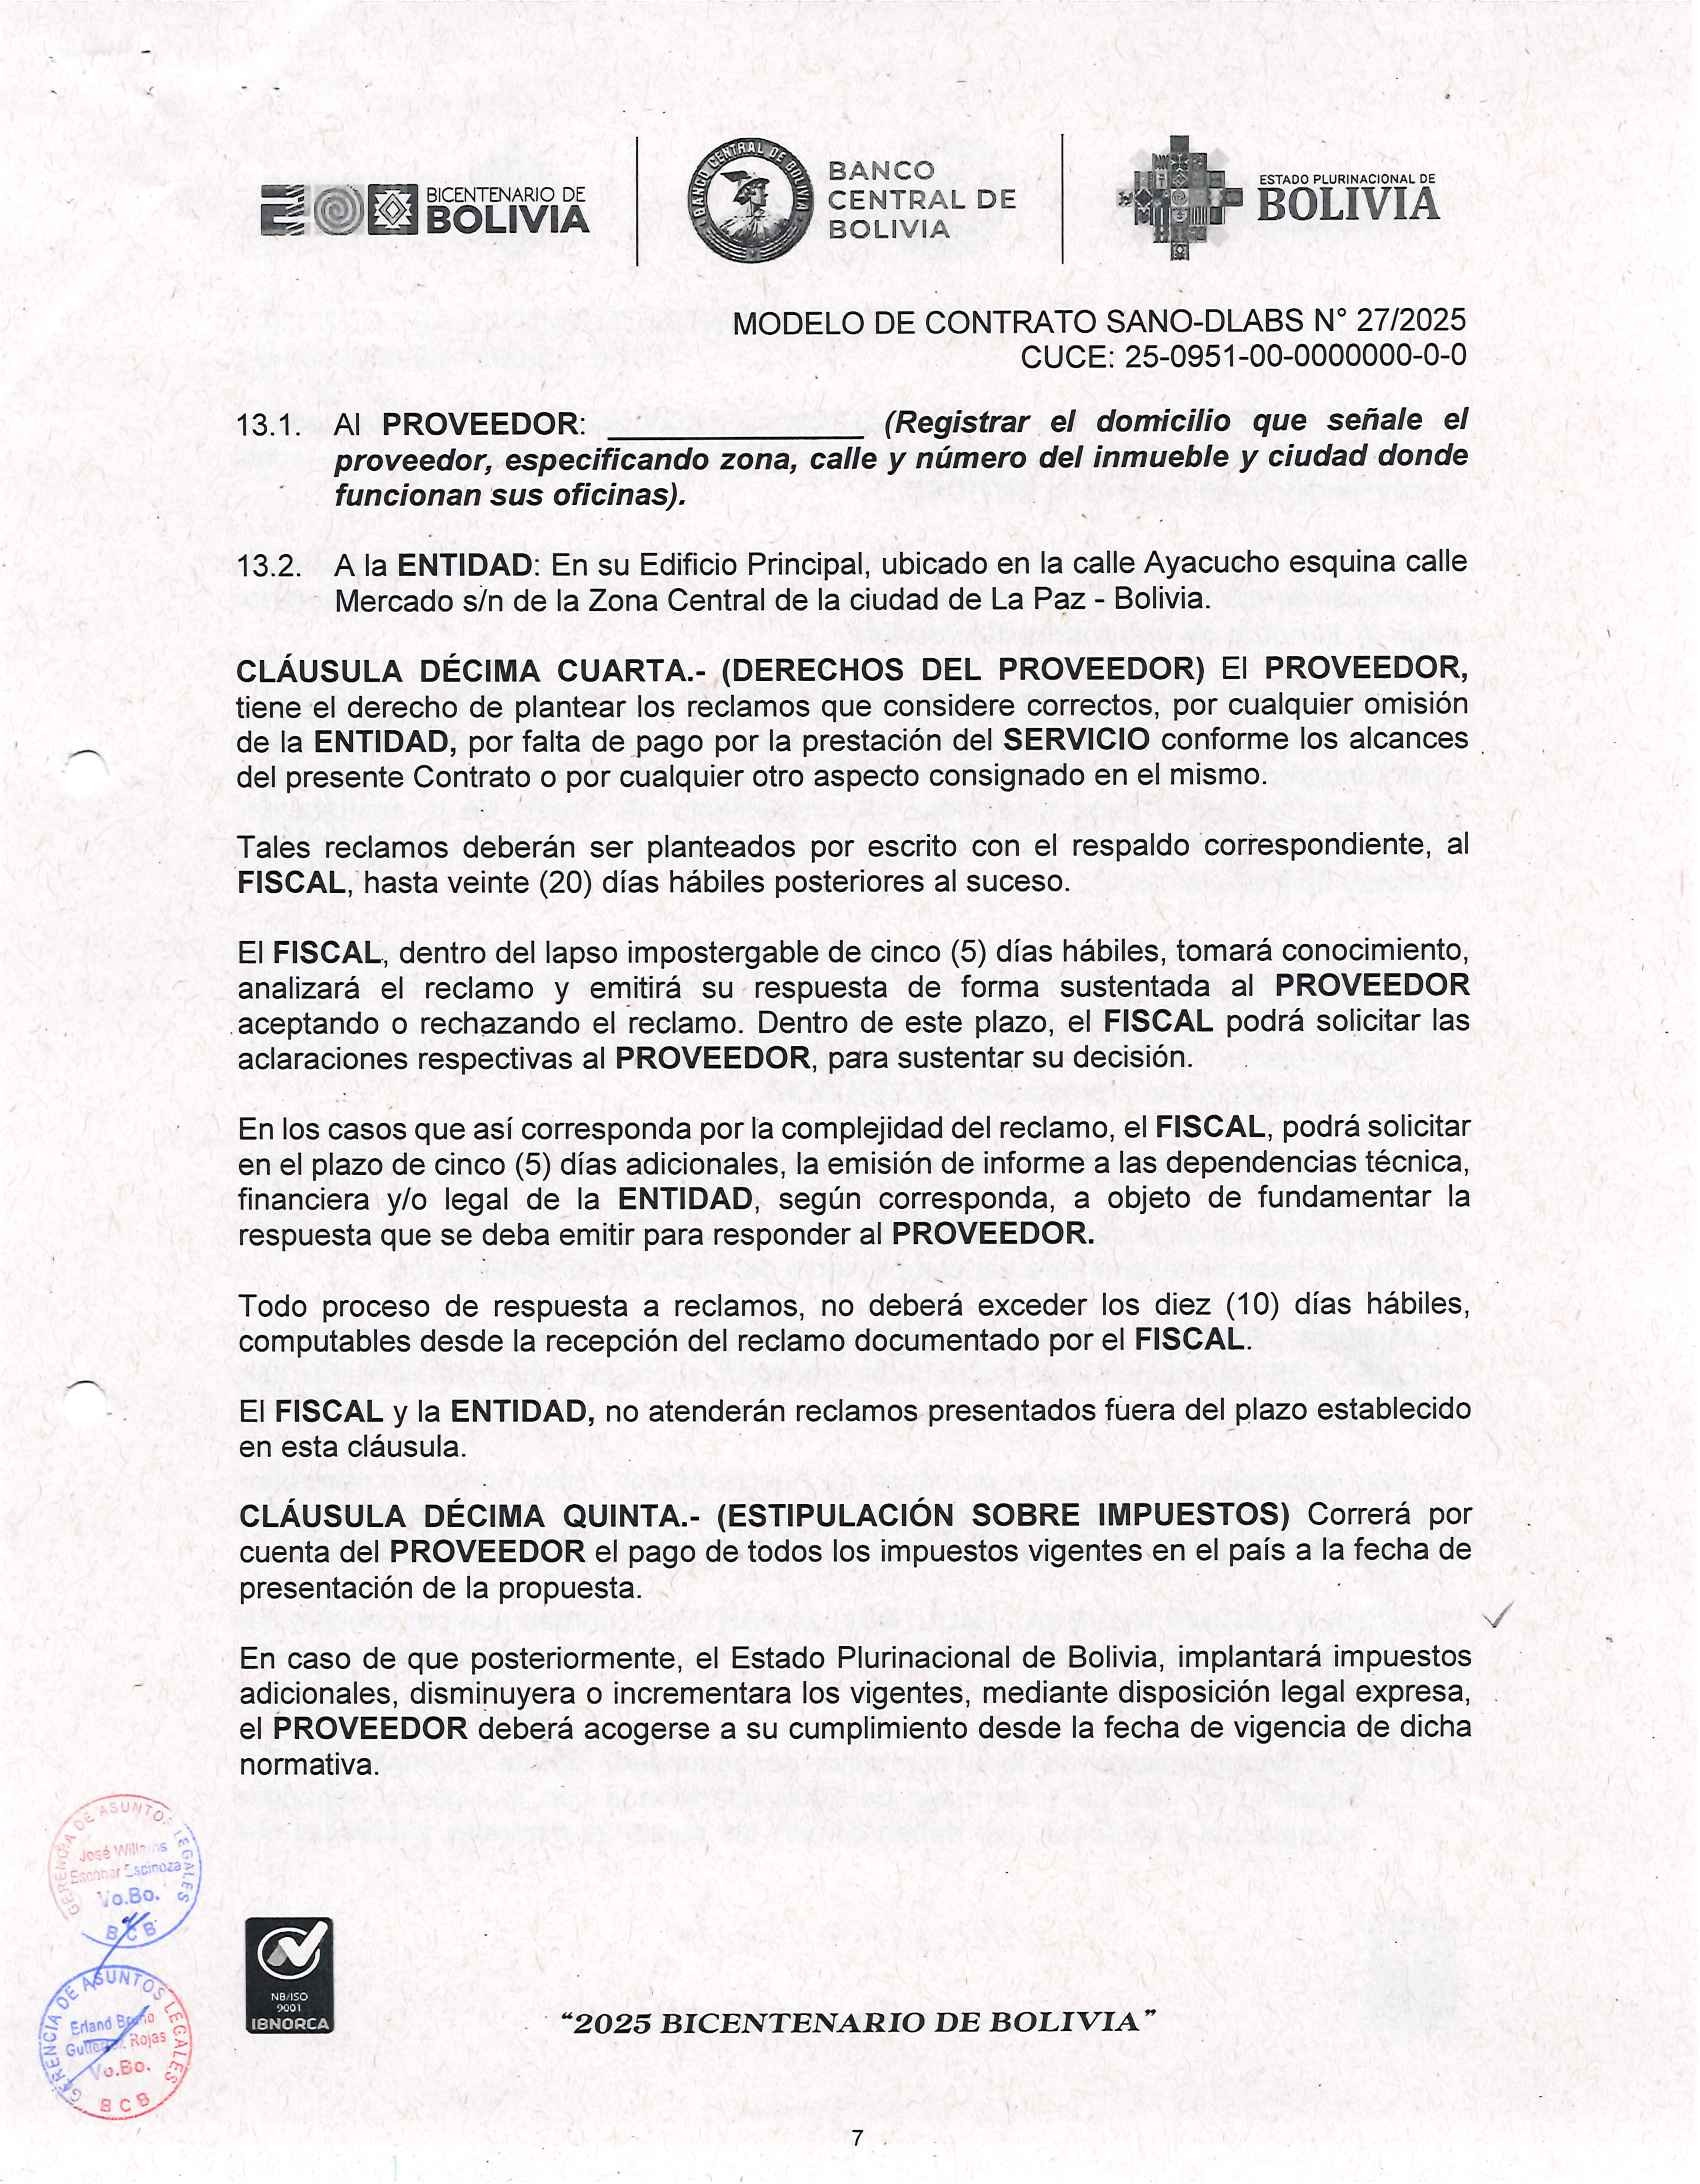 BICENTENARIO DE
BOLIVIA
BANCO CENTRAL DE BOLIVIA
BANCO
CENTRAL DE
BOLIVIA
ESTADO PLURINACIONAL DE
BOLIVIA
MODELO DE CONTRATO SANO-DLABS N° 27/2025
CUCE: 25-0951-00-0000000-0-0
13.1. Al PROVEEDOR: _______________ (Registrar el domicilio que señale el
proveedor, especificando zona, calle y número del inmueble y ciudad donde
funcionan sus oficinas).
13.2. A la ENTIDAD: En su Edificio Principal, ubicado en la calle Ayacucho esquina calle
Mercado s/n de la Zona Central de la ciudad de La Paz - Bolivia.
CLÁUSULA DÉCIMA CUARTA.- (DERECHOS DEL PROVEEDOR) El PROVEEDOR,
tiene el derecho de plantear los reclamos que considere correctos, por cualquier omisión
de la ENTIDAD, por falta de pago por la prestación del SERVICIO conforme los alcances
del presente Contrato o por cualquier otro aspecto consignado en el mismo.
Tales reclamos deberán ser planteados por escrito con el respaldo correspondiente, al
FISCAL, hasta veinte (20) días hábiles posteriores al suceso.
El FISCAL, dentro del lapso impostergable de cinco (5) días hábiles, tomará conocimiento,
analizará el reclamo y emitirá su respuesta de forma sustentada al PROVEEDOR
aceptando o rechazando el reclamo. Dentro de este plazo, el FISCAL podrá solicitar las
aclaraciones respectivas al PROVEEDOR, para sustentar su decisión.
En los casos que así corresponda por la complejidad del reclamo, el FISCAL, podrá solicitar
en el plazo de cinco (5) días adicionales, la emisión de informe a las dependencias técnica,
financiera y/o legal de la ENTIDAD, según corresponda, a objeto de fundamentar la
respuesta que se deba emitir para responder al PROVEEDOR.
Todo proceso de respuesta a reclamos, no deberá exceder los diez (10) días hábiles,
computables desde la recepción del reclamo documentado por el FISCAL.
El FISCAL y la ENTIDAD, no atenderán reclamos presentados fuera del plazo establecido
en esta cláusula.
CLÁUSULA DÉCIMA QUINTA.- (ESTIPULACIÓN SOBRE IMPUESTOS) Correrá por
cuenta del PROVEEDOR el pago de todos los impuestos vigentes en el país a la fecha de
presentación de la propuesta.
En caso de que posteriormente, el Estado Plurinacional de Bolivia, implantará impuestos
adicionales, disminuyera o incrementara los vigentes, mediante disposición legal expresa,
el PROVEEDOR deberá acogerse a su cumplimiento desde la fecha de vigencia de dicha
normativa.
GERENCIA DE ASUNTOS LEGALES
José
Escobar Espinoza
Vo.Bo.
BCB
GERENCIA DE ASUNTOS LEGALES
Erland
Rojas
Vo.Bo.
BCB
NB/ISO
9001
IBNORCA
“2025 BICENTENARIO DE BOLIVIA”
7